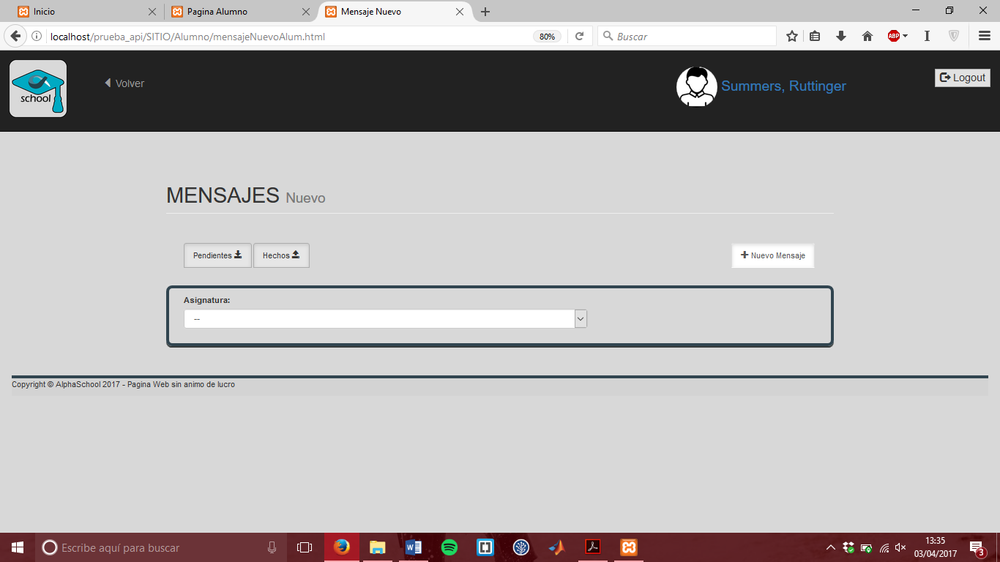 Inicio
Pagina Alumno
Mensaje Nuevo
localhost/prueba_api/SITIO/Alumno/mensajeNuevoAlum.html
80%
Buscar
ABP
school
Volver
Summers, Ruttinger
Logout
MENSAJES Nuevo
Pendientes
Hechos
Nuevo Mensaje
Asignatura:
--
Copyright © AlphaSchool 2017 - Pagina Web sin animo de lucro
Escribe aquí para buscar
13:35
03/04/2017
3